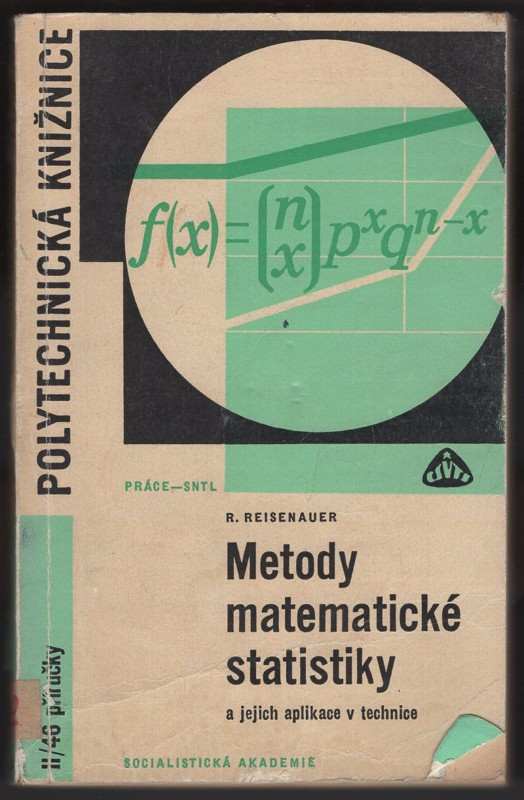 POLYTECHNICKÁ KNIŽNICE
f(x) = (n x) p^x q^{n-x}
PRÁCE—SNTL
R. REISENAUER
Metody
matematické
statistiky
a jejich aplikace v technice
II/46 příručky
SOCIALISTICKÁ AKADEMIE